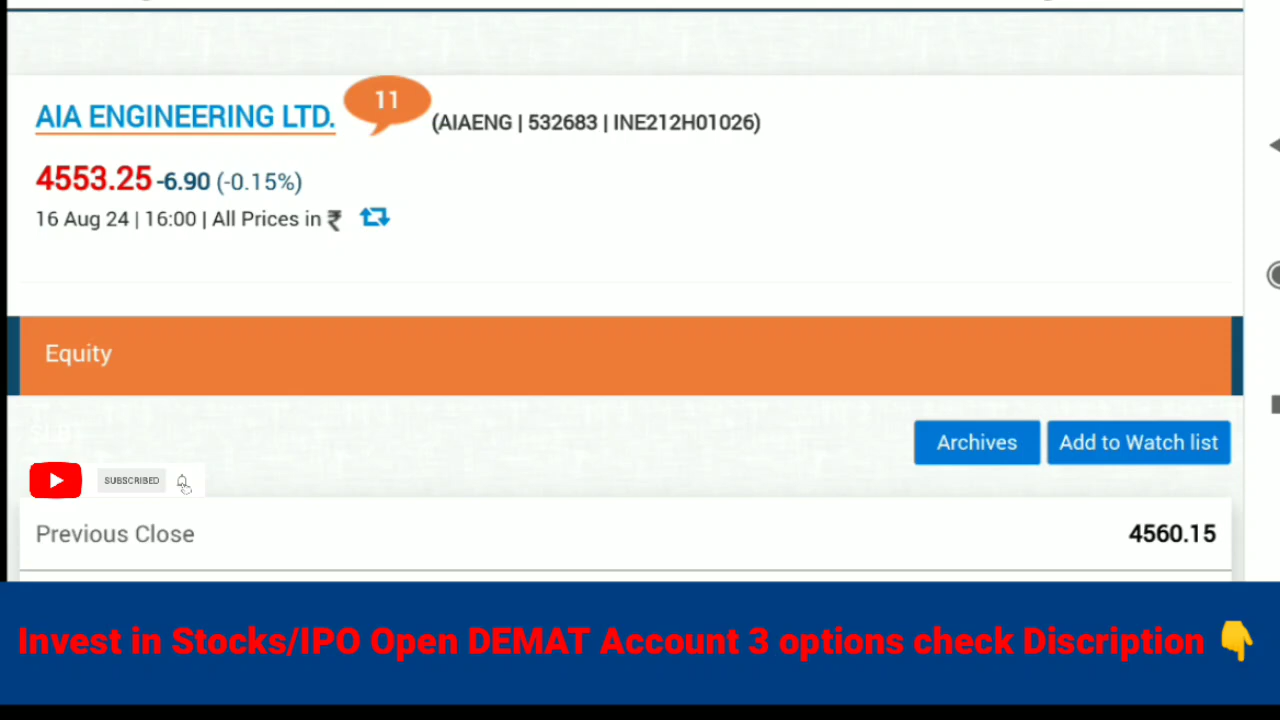 AIA ENGINEERING LTD. 11 (AIAENG | 532683 | INE212H01026)
4553.25 -6.90 (-0.15%)
16 Aug 24 | 16:00 | All Prices in ₹
Equity
Archives Add to Watch list
SUBSCRIBED
Previous Close 4560.15
Invest in Stocks/IPO Open DEMAT Account 3 options check Discription 👇